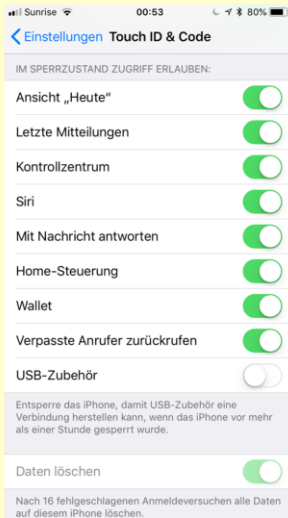 Sunrise 00:53 80%
Einstellungen Touch ID & Code
IM SPERRZUSTAND ZUGRIFF ERLAUBEN:
Ansicht „Heute“
Letzte Mitteilungen
Kontrollzentrum
Siri
Mit Nachricht antworten
Home-Steuerung
Wallet
Verpasste Anrufer zurückrufen
USB-Zubehör
Entsperre das iPhone, damit USB-Zubehör eine
Verbindung herstellen kann, wenn das iPhone vor mehr
als einer Stunde gesperrt wurde.
Daten löschen
Nach 16 fehlgeschlagenen Anmeldeversuchen alle Daten
auf diesem iPhone löschen.